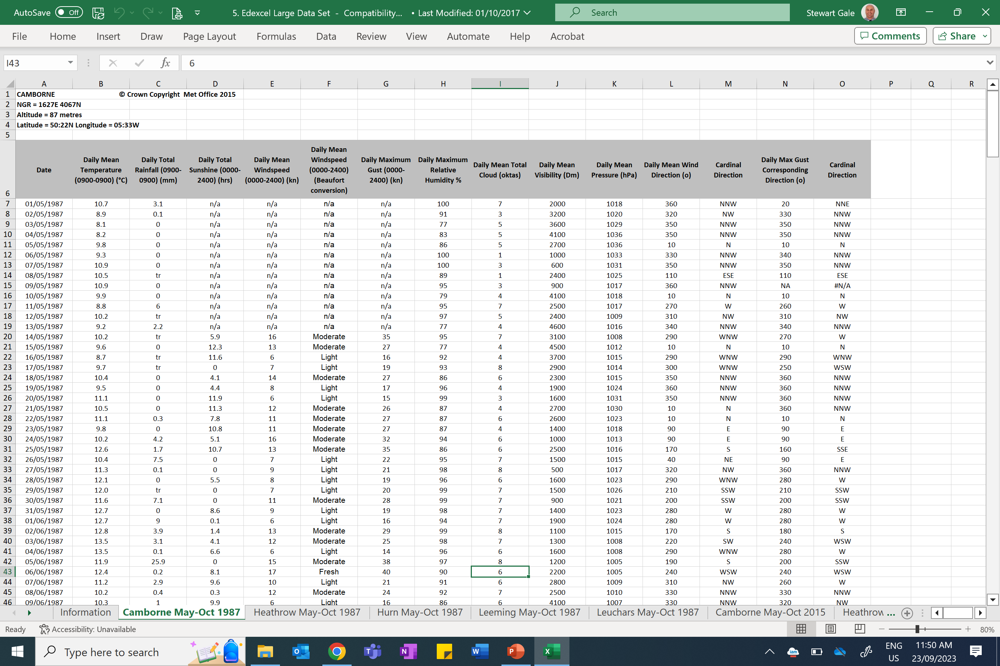 AutoSave Off 5. Edexcel Large Data Set - Compatibility... • Last Modified: 01/10/2017 Search Stewart Gale
File Home Insert Draw Page Layout Formulas Data Review View Automate Help Acrobat Comments Share
I43 fx 6
A B C D E F G H I J K L M N O P Q R
1 CAMBORNE © Crown Copyright Met Office 2015
2 NGR = 1627E 4067N
3 Altitude = 87 metres
4 Latitude = 50:22N Longitude = 05:33W
5
6 Date Daily Mean Temperature (0900-0900) (°C) Daily Total Rainfall (0900-0900) (mm) Daily Total Sunshine (0000-2400) (hrs) Daily Mean Windspeed (0000-2400) (kn) Daily Mean Windspeed (0000-2400) (Beaufort conversion) Daily Maximum Gust (0000-2400) (kn) Daily Maximum Relative Humidity % Daily Mean Total Cloud (oktas) Daily Mean Visibility (Dm) Daily Mean Pressure (hPa) Daily Mean Wind Direction (o) Cardinal Direction Daily Max Gust Corresponding Direction (o) Cardinal Direction
7 01/05/1987 10.7 3.1 n/a n/a n/a n/a 100 7 2000 1018 360 NNW 20 NNE
8 02/05/1987 8.9 0.1 n/a n/a n/a n/a 91 3 3200 1020 320 NW 330 NNW
9 03/05/1987 8.1 0 n/a n/a n/a n/a 77 5 3600 1029 350 NNW 350 NNW
10 04/05/1987 8.2 0 n/a n/a n/a n/a 83 5 4100 1036 350 NNW 350 NNW
11 05/05/1987 9.8 0 n/a n/a n/a n/a 86 5 2700 1036 10 N 10 N
12 06/05/1987 9.3 0 n/a n/a n/a n/a 100 1 1000 1033 330 NNW 340 NNW
13 07/05/1987 10.9 0 n/a n/a n/a n/a 100 3 600 1031 350 NNW 350 NNW
14 08/05/1987 10.5 tr n/a n/a n/a n/a 89 1 2400 1025 110 ESE 110 ESE
15 09/05/1987 10.9 0 n/a n/a n/a n/a 95 3 900 1017 360 NNW NA #N/A
16 10/05/1987 9.9 0 n/a n/a n/a n/a 79 4 4100 1018 10 N 10 N
17 11/05/1987 8.8 6 n/a n/a n/a n/a 95 7 2500 1017 270 W 260 W
18 12/05/1987 10.2 tr n/a n/a n/a n/a 97 5 2400 1009 310 NW 310 NW
19 13/05/1987 9.2 2.2 n/a n/a n/a n/a 77 4 4600 1016 340 NNW 340 NNW
20 14/05/1987 10.2 tr 5.9 16 Moderate 35 95 7 3100 1008 290 WNW 270 W
21 15/05/1987 9.6 0 12.3 13 Moderate 27 77 4 4500 1012 10 N 10 N
22 16/05/1987 8.7 tr 11.6 6 Light 16 92 4 3700 1015 290 WNW 290 WNW
23 17/05/1987 9.7 tr 0 7 Light 19 93 8 2900 1014 300 WNW 250 WSW
24 18/05/1987 10.4 0 4.1 14 Moderate 27 86 6 2300 1015 350 NNW 360 NNW
25 19/05/1987 9.5 0 4.4 8 Light 17 96 4 1900 1024 360 NNW 360 NNW
26 20/05/1987 11.1 0 11.9 6 Light 15 99 3 1600 1031 350 NNW 360 NNW
27 21/05/1987 10.5 0 11.3 12 Moderate 26 87 4 2700 1030 10 N 360 NNW
28 22/05/1987 11.1 0.3 7.8 11 Moderate 27 87 6 2600 1023 10 N 10 N
29 23/05/1987 9.8 0 10.8 11 Moderate 27 87 4 1400 1018 90 E 90 E
30 24/05/1987 10.2 4.2 5.1 16 Moderate 32 94 6 1000 1013 90 E 90 E
31 25/05/1987 12.6 1.7 10.7 13 Moderate 35 86 6 2500 1016 170 S 160 SSE
32 26/05/1987 10.4 7.5 0 7 Light 22 95 7 1500 1015 40 NE 90 E
33 27/05/1987 11.3 0.1 0 9 Light 21 98 8 500 1017 320 NW 360 NNW
34 28/05/1987 12.1 0 5.5 8 Light 19 96 6 1600 1023 290 WNW 280 W
35 29/05/1987 12.0 tr 0 7 Light 20 99 7 1500 1026 210 SSW 210 SSW
36 30/05/1987 11.6 7.1 0 11 Moderate 28 99 7 900 1021 200 SSW 200 SSW
37 31/05/1987 12.7 0 8.6 9 Light 19 98 7 1400 1023 280 W 280 W
38 01/06/1987 12.7 9 0.1 6 Light 16 94 7 1900 1024 280 W 280 W
39 02/06/1987 12.8 3.9 1.4 13 Moderate 29 99 8 1100 1015 170 S 180 S
40 03/06/1987 13.5 3.1 4.1 12 Moderate 25 98 7 1300 1008 220 SW 240 WSW
41 04/06/1987 13.5 0.1 6.6 6 Light 14 96 6 1600 1008 290 WNW 280 W
42 05/06/1987 11.9 25.9 0 15 Moderate 38 97 8 1200 1005 190 S 200 SSW
43 06/06/1987 12.4 0.2 8.1 17 Fresh 40 90 6 2200 1005 240 WSW 240 WSW
44 07/06/1987 11.2 2.9 9.6 10 Light 21 91 6 2800 1009 310 NW 260 W
45 08/06/1987 10.2 0.4 0.3 12 Moderate 24 92 7 2500 1010 330 NNW 330 NNW
46 09/06/1987 10.3 1 9.9 6 Light 16 86 6 4100 1007 330 NNW 320 NW
Information Camborne May-Oct 1987 Heathrow May-Oct 1987 Hurn May-Oct 1987 Leeming May-Oct 1987 Leuchars May-Oct 1987 Camborne May-Oct 2015 Heathrow ...
Ready Accessibility: Unavailable 80%
Type here to search ENG 11:50 AM
US 23/09/2023